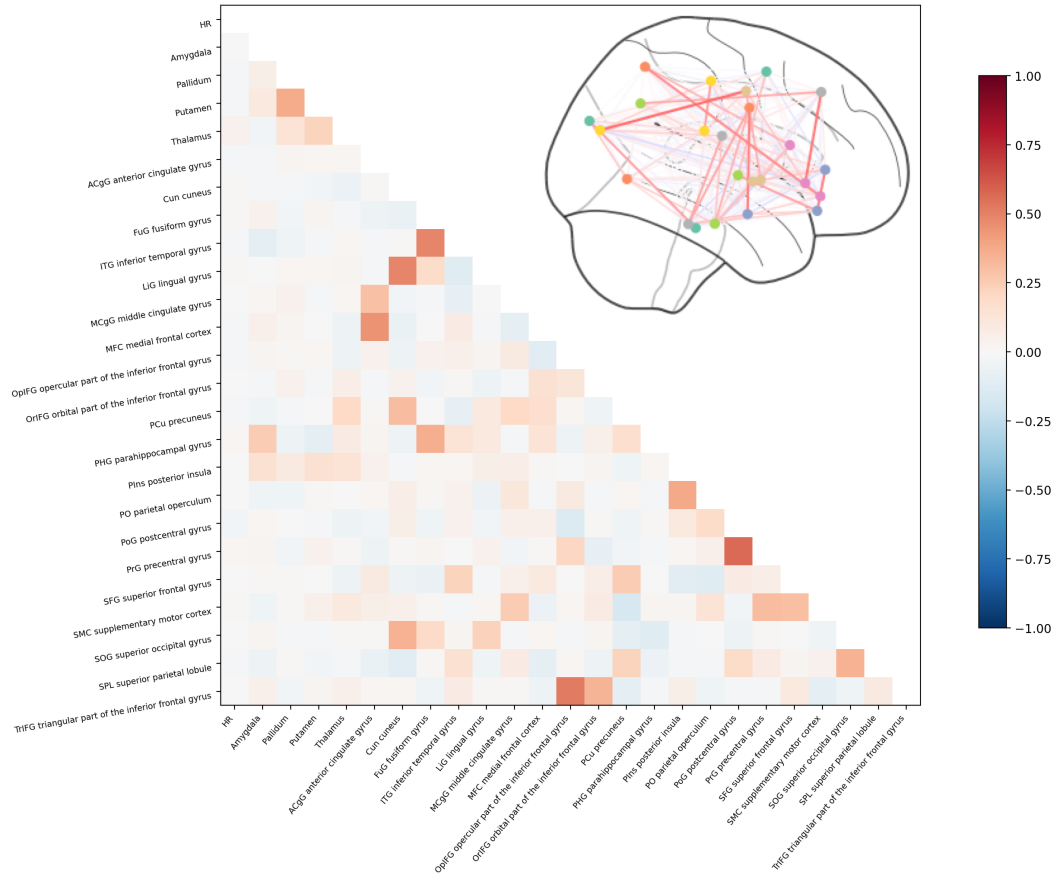 HR
Amygdala
Pallidum
Putamen
Thalamus
ACgG anterior cingulate gyrus
Cun cuneus
FuG fusiform gyrus
ITG inferior temporal gyrus
LiG lingual gyrus
MCgG middle cingulate gyrus
MFC medial frontal cortex
OpIFG opercular part of the inferior frontal gyrus
OrIFG orbital part of the inferior frontal gyrus
PCu precuneus
PHG parahippocampal gyrus
PIns posterior insula
PO parietal operculum
PoG postcentral gyrus
PrG precentral gyrus
SFG superior frontal gyrus
SMC supplementary motor cortex
SOG superior occipital gyrus
SPL superior parietal lobule
TrIFG triangular part of the inferior frontal gyrus
HR
Amygdala
Pallidum
Putamen
Thalamus
ACgG anterior cingulate gyrus
Cun cuneus
FuG fusiform gyrus
ITG inferior temporal gyrus
LiG lingual gyrus
MCgG middle cingulate gyrus
MFC medial frontal cortex
OpIFG opercular part of the inferior frontal gyrus
OrIFG orbital part of the inferior frontal gyrus
PCu precuneus
PHG parahippocampal gyrus
PIns posterior insula
PO parietal operculum
PoG postcentral gyrus
PrG precentral gyrus
SFG superior frontal gyrus
SMC supplementary motor cortex
SOG superior occipital gyrus
SPL superior parietal lobule
TrIFG triangular part of the inferior frontal gyrus
1.00
0.75
0.50
0.25
0.00
−0.25
−0.50
−0.75
−1.00